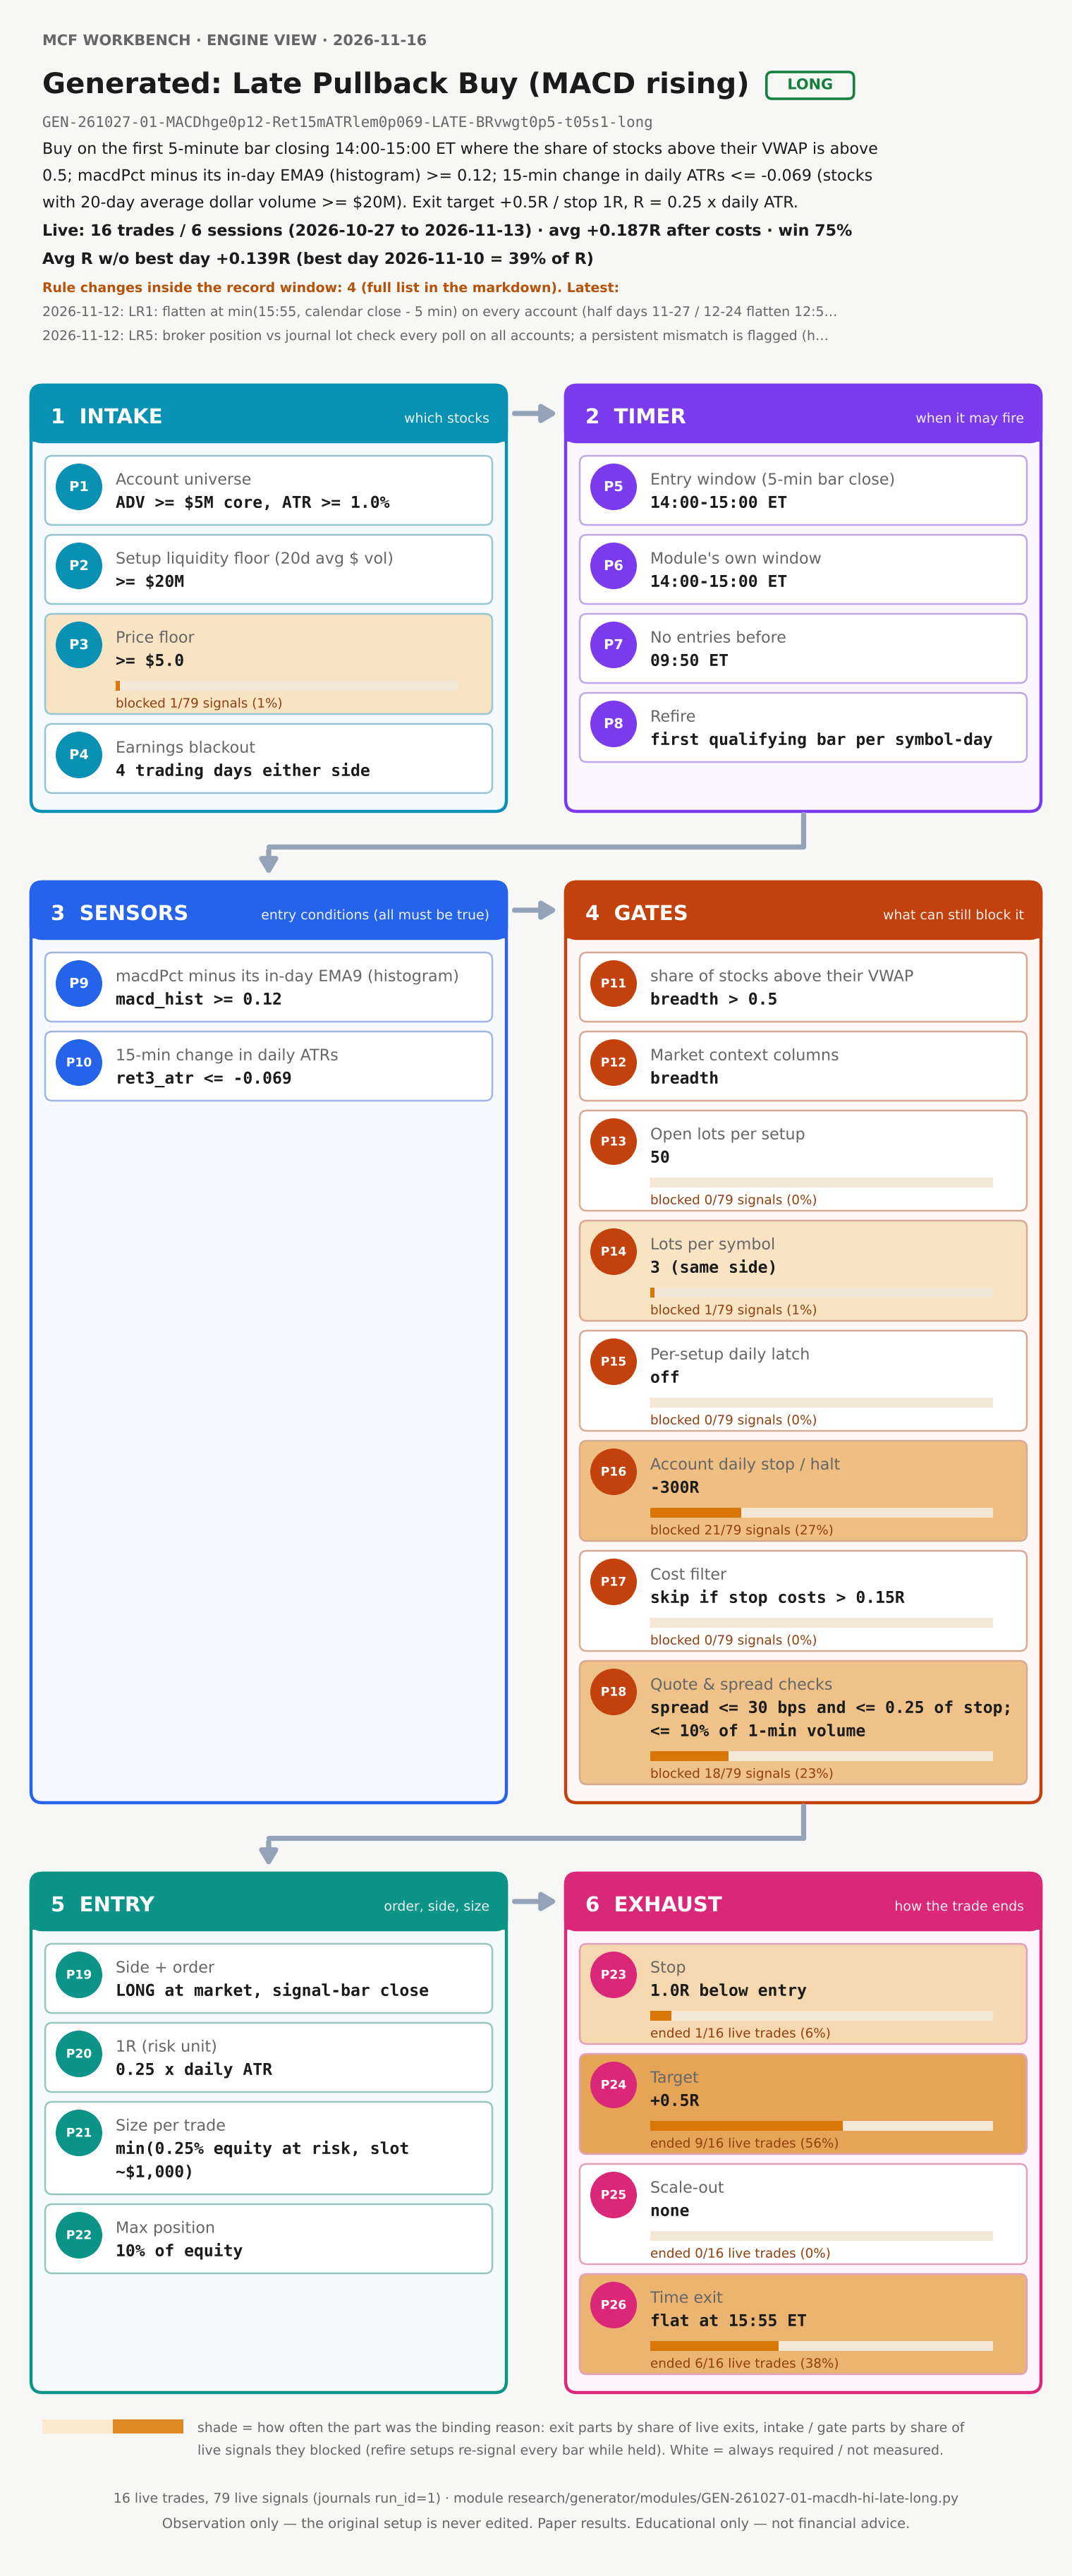 MCF WORKBENCH · ENGINE VIEW · 2026-11-16
Generated: Late Pullback Buy (MACD rising) LONG
GEN-261027-01-MACDhge0p12-Ret15mATRlem0p069-LATE-BRvwgt0p5-t05s1-long
Buy on the first 5-minute bar closing 14:00-15:00 ET where the share of stocks above their VWAP is above
0.5; macdPct minus its in-day EMA9 (histogram) >= 0.12; 15-min change in daily ATRs <= -0.069 (stocks
with 20-day average dollar volume >= $20M). Exit target +0.5R / stop 1R, R = 0.25 x daily ATR.
Live: 16 trades / 6 sessions (2026-10-27 to 2026-11-13) · avg +0.187R after costs · win 75%
Avg R w/o best day +0.139R (best day 2026-11-10 = 39% of R)
Rule changes inside the record window: 4 (full list in the markdown). Latest:
2026-11-12: LR1: flatten at min(15:55, calendar close - 5 min) on every account (half days 11-27 / 12-24 flatten 12:5…
2026-11-12: LR5: broker position vs journal lot check every poll on all accounts; a persistent mismatch is flagged (h…
1 INTAKE which stocks
P1 Account universe
ADV >= $5M core, ATR >= 1.0%
P2 Setup liquidity floor (20d avg $ vol)
>= $20M
P3 Price floor
>= $5.0
blocked 1/79 signals (1%)
P4 Earnings blackout
4 trading days either side
2 TIMER when it may fire
P5 Entry window (5-min bar close)
14:00-15:00 ET
P6 Module's own window
14:00-15:00 ET
P7 No entries before
09:50 ET
P8 Refire
first qualifying bar per symbol-day
3 SENSORS entry conditions (all must be true)
P9 macdPct minus its in-day EMA9 (histogram)
macd_hist >= 0.12
P10 15-min change in daily ATRs
ret3_atr <= -0.069
4 GATES what can still block it
P11 share of stocks above their VWAP
breadth > 0.5
P12 Market context columns
breadth
P13 Open lots per setup
50
blocked 0/79 signals (0%)
P14 Lots per symbol
3 (same side)
blocked 1/79 signals (1%)
P15 Per-setup daily latch
off
blocked 0/79 signals (0%)
P16 Account daily stop / halt
-300R
blocked 21/79 signals (27%)
P17 Cost filter
skip if stop costs > 0.15R
blocked 0/79 signals (0%)
P18 Quote & spread checks
spread <= 30 bps and <= 0.25 of stop;
<= 10% of 1-min volume
blocked 18/79 signals (23%)
5 ENTRY order, side, size
P19 Side + order
LONG at market, signal-bar close
P20 1R (risk unit)
0.25 x daily ATR
P21 Size per trade
min(0.25% equity at risk, slot
~$1,000)
P22 Max position
10% of equity
6 EXHAUST how the trade ends
P23 Stop
1.0R below entry
ended 1/16 live trades (6%)
P24 Target
+0.5R
ended 9/16 live trades (56%)
P25 Scale-out
none
ended 0/16 live trades (0%)
P26 Time exit
flat at 15:55 ET
ended 6/16 live trades (38%)
shade = how often the part was the binding reason: exit parts by share of live exits, intake / gate parts by share of
live signals they blocked (refire setups re-signal every bar while held). White = always required / not measured.
16 live trades, 79 live signals (journals run_id=1) · module research/generator/modules/GEN-261027-01-macdh-hi-late-long.py
Observation only — the original setup is never edited. Paper results. Educational only — not financial advice.